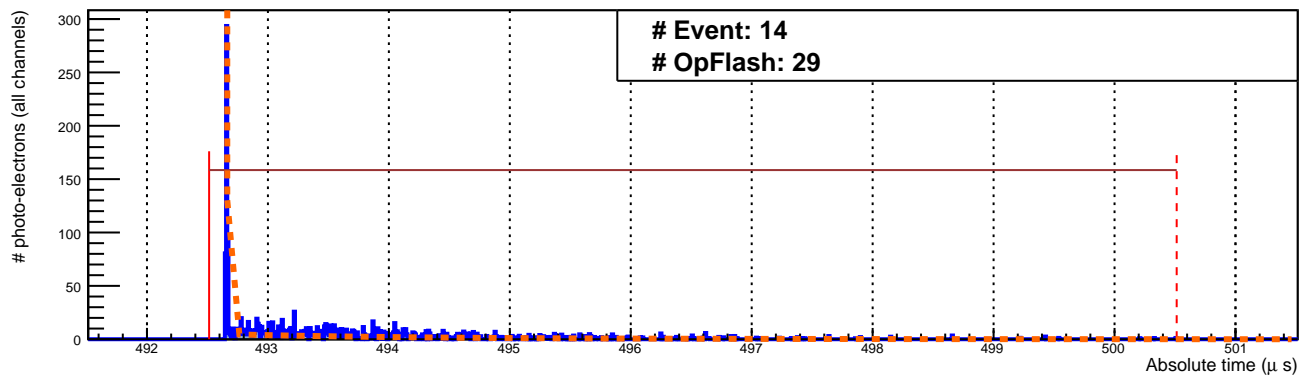 # Event: 14
# OpFlash: 29
# photo-electrons (all channels)
300
250
200
150
100
50
0
492 493 494 495 496 497 498 499 500 501
Absolute time (μ s)